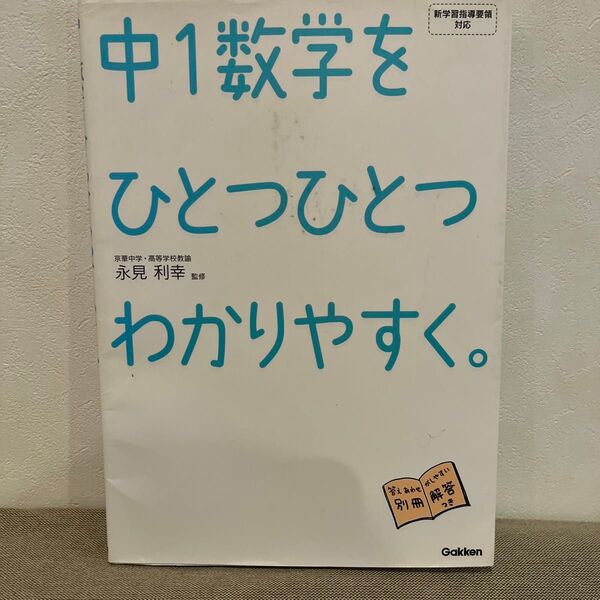 新学習指導要領
対応
中1数学を
ひとつひとつ
京華中学・高等学校教諭
永見 利幸 監修
わかりやすく。
答えあわせ
がしやすい
別冊
解答
つき
Gakken